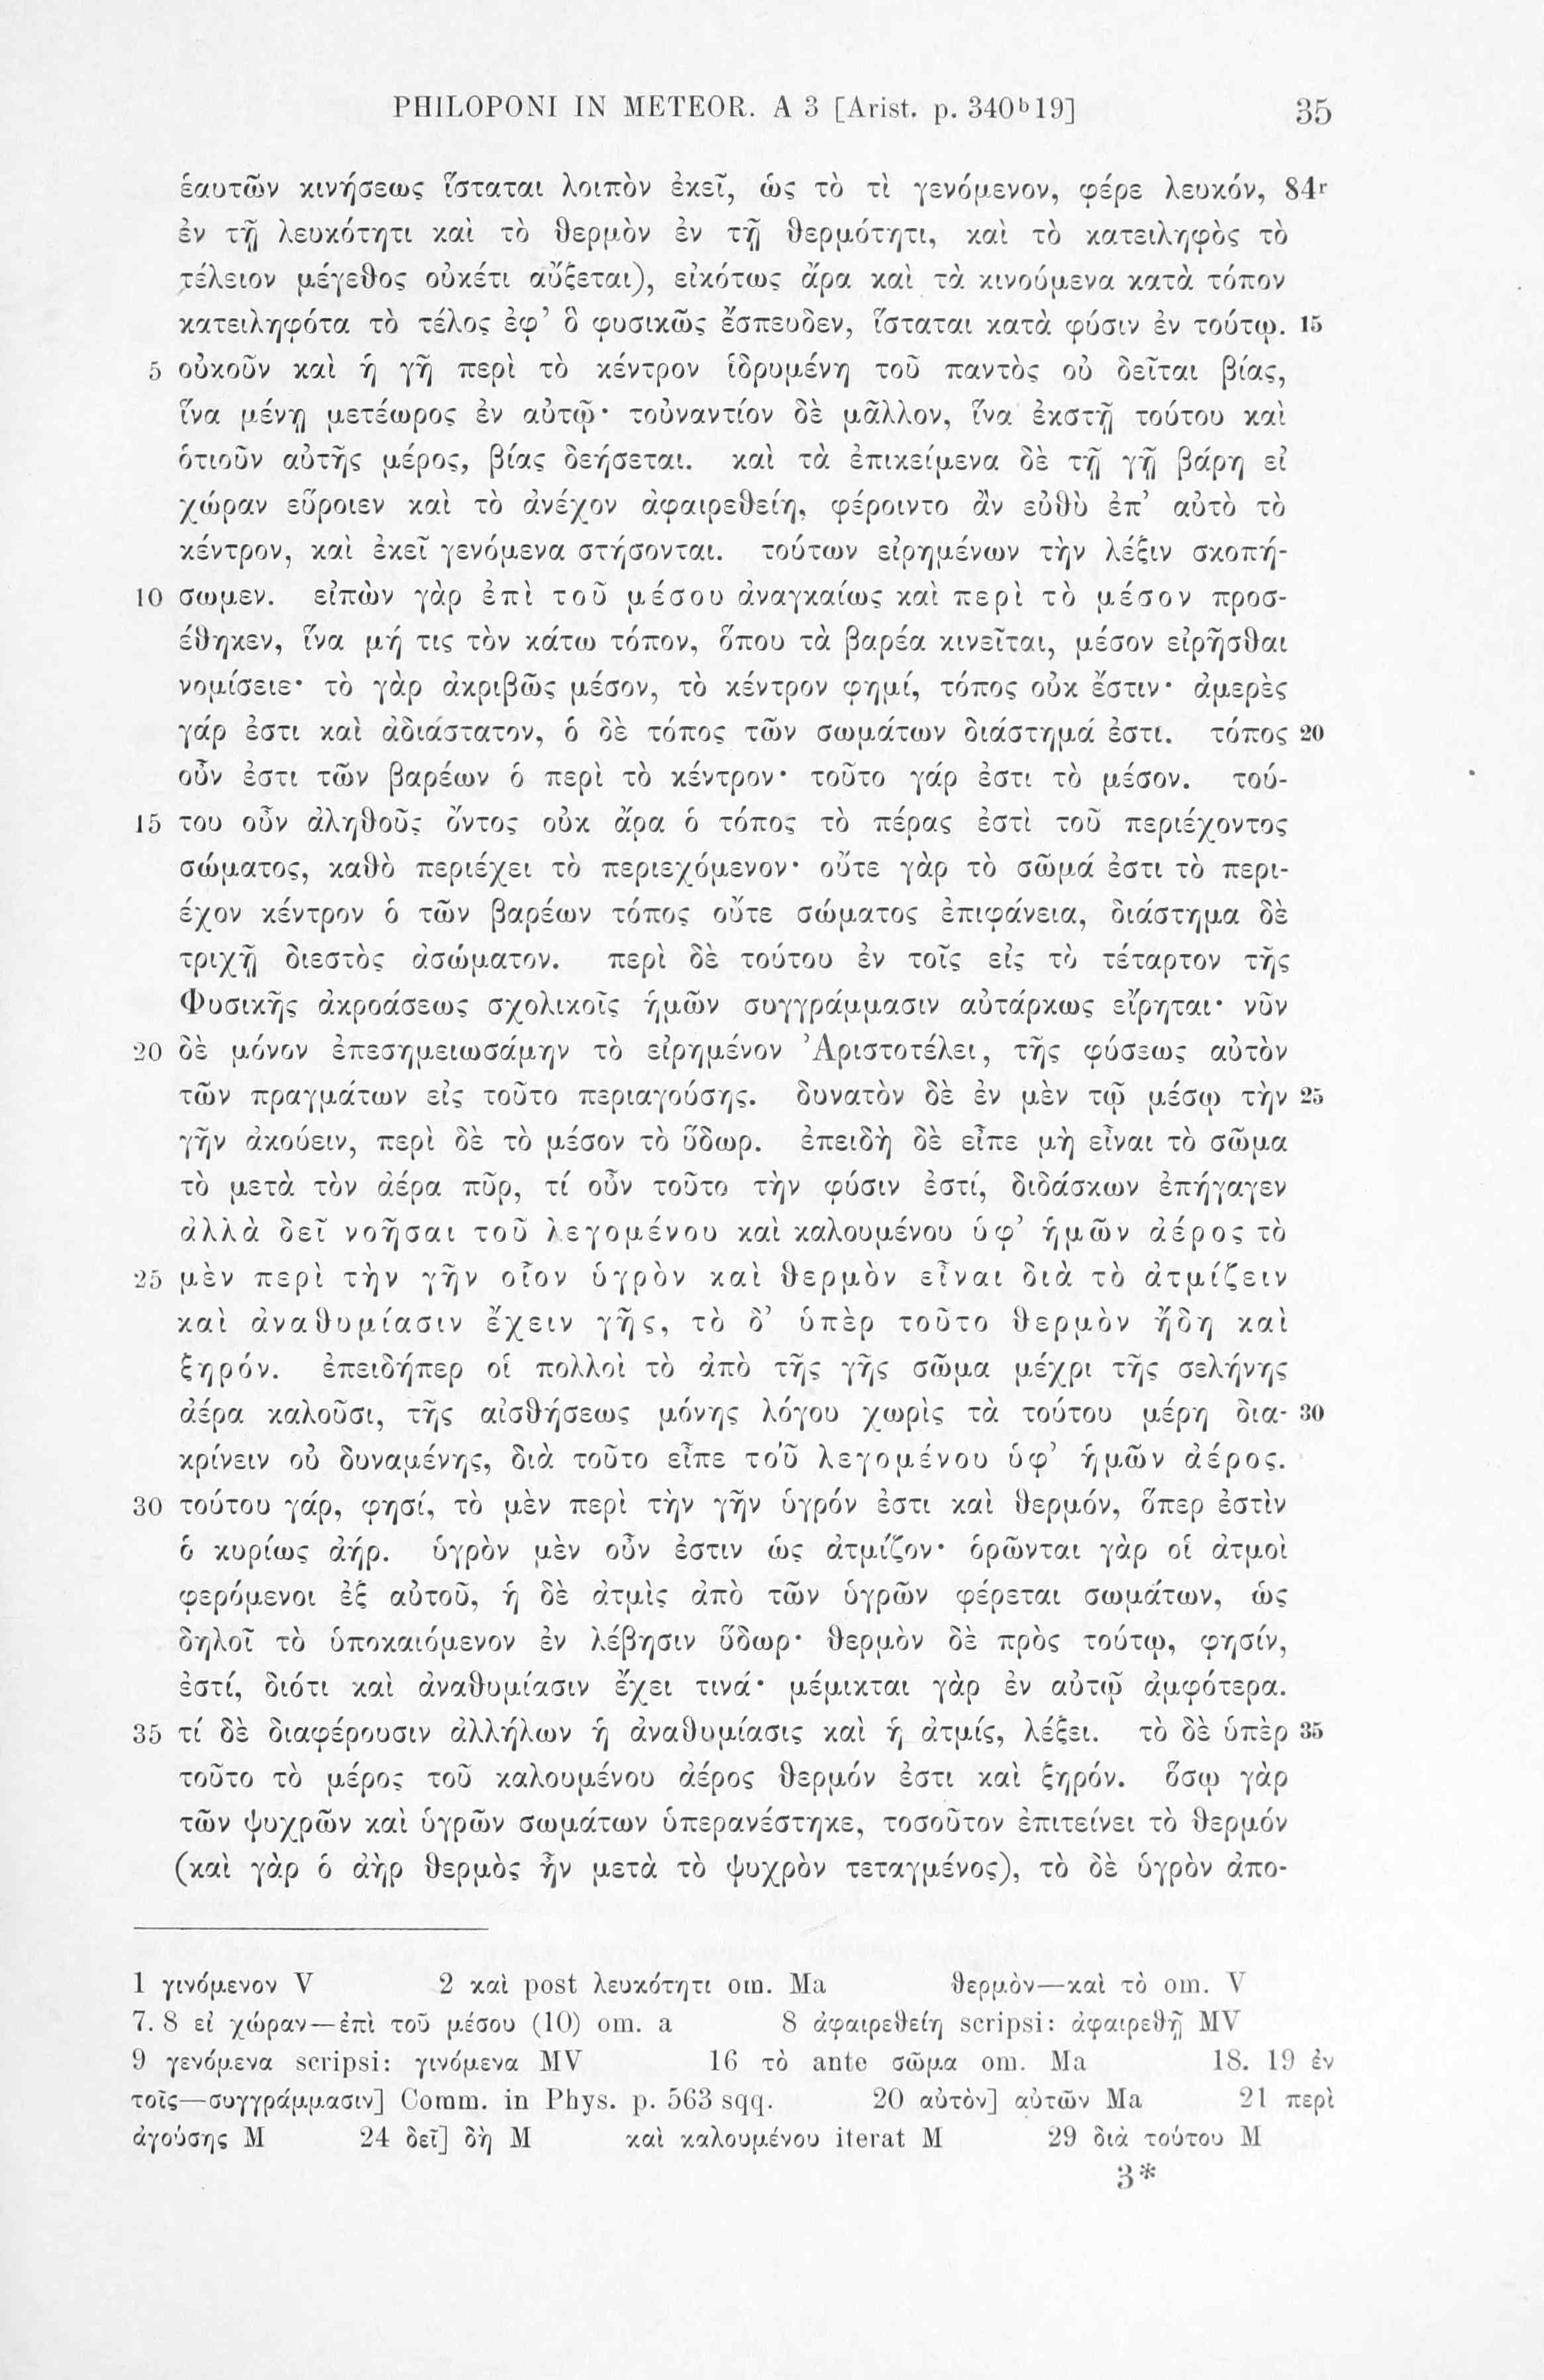 PHILOPONI IN METEOR. A 3 [Arist. p. 340ᵇ19] 35
ἑαυτῶν κινήσεως ἵσταται λοιπὸν ἐκεῖ, ὡς τὸ τὶ γενόμενον, φέρε λευκόν, 84ʳ
ἐν τῇ λευκότητι καὶ τὸ θερμὸν ἐν τῇ θερμότητι, καὶ τὸ κατειληφὸς τὸ
τέλειον μέγεθος οὐκέτι αὔξεται), εἰκότως ἄρα καὶ τὰ κινούμενα κατὰ τόπον
κατειληφότα τὸ τέλος ἐφ’ ὃ φυσικῶς ἔσπευδεν, ἵσταται κατὰ φύσιν ἐν τούτῳ. 15
5 οὐκοῦν καὶ ἡ γῆ περὶ τὸ κέντρον ἱδρυμένη τοῦ παντὸς οὐ δεῖται βίας,
ἵνα μένῃ μετέωρος ἐν αὐτῷ· τοὐναντίον δὲ μᾶλλον, ἵνα ἐκστῇ τούτου καὶ
ὁτιοῦν αὐτῆς μέρος, βίας δεήσεται. καὶ τὰ ἐπικείμενα δὲ τῇ γῇ βάρη εἰ
χώραν εὕροιεν καὶ τὸ ἀνέχον ἀφαιρεθείη, φέροιντο ἂν εὐθὺ ἐπ’ αὐτὸ τὸ
κέντρον, καὶ ἐκεῖ γενόμενα στήσονται. τούτων εἰρημένων τὴν λέξιν σκοπή-
10 σωμεν. εἰπὼν γὰρ ἐπὶ τοῦ μέσου ἀναγκαίως καὶ περὶ τὸ μέσον προσ-
έθηκεν, ἵνα μή τις τὸν κάτω τόπον, ὅπου τὰ βαρέα κινεῖται, μέσον εἰρῆσθαι
νομίσειε· τὸ γὰρ ἀκριβῶς μέσον, τὸ κέντρον φημί, τόπος οὐκ ἔστιν· ἀμερὲς
γάρ ἐστι καὶ ἀδιάστατον, ὁ δὲ τόπος τῶν σωμάτων διάστημά ἐστι. τόπος 20
οὖν ἐστι τῶν βαρέων ὁ περὶ τὸ κέντρον· τοῦτο γάρ ἐστι τὸ μέσον. τού-
15 του οὖν ἀληθοῦς ὄντος οὐκ ἄρα ὁ τόπος τὸ πέρας ἐστὶ τοῦ περιέχοντος
σώματος, καθὸ περιέχει τὸ περιεχόμενον· οὔτε γὰρ τὸ σῶμά ἐστι τὸ περι-
έχον κέντρον ὁ τῶν βαρέων τόπος οὔτε σώματος ἐπιφάνεια, διάστημα δὲ
τριχῇ διεστὸς ἀσώματον. περὶ δὲ τούτου ἐν τοῖς εἰς τὸ τέταρτον τῆς
Φυσικῆς ἀκροάσεως σχολικοῖς ἡμῶν συγγράμμασιν αὐτάρκως εἴρηται· νῦν
20 δὲ μόνον ἐπεσημειωσάμην τὸ εἰρημένον Ἀριστοτέλει, τῆς φύσεως αὐτὸν
τῶν πραγμάτων εἰς τοῦτο περιαγούσης. δυνατὸν δὲ ἐν μὲν τῷ μέσῳ τὴν 25
γῆν ἀκούειν, περὶ δὲ τὸ μέσον τὸ ὕδωρ. ἐπειδὴ δὲ εἶπε μὴ εἶναι τὸ σῶμα
τὸ μετὰ τὸν ἀέρα πῦρ, τί οὖν τοῦτο τὴν φύσιν ἐστί, διδάσκων ἐπήγαγεν
ἀλλὰ δεῖ νοῆσαι τοῦ λεγομένου καὶ καλουμένου ὑφ’ ἡμῶν ἀέρος τὸ
25 μὲν περὶ τὴν γῆν οἷον ὑγρὸν καὶ θερμὸν εἶναι διὰ τὸ ἀτμίζειν
καὶ ἀναθυμίασιν ἔχειν γῆς, τὸ δ’ ὑπὲρ τοῦτο θερμὸν ἤδη καὶ
ξηρόν. ἐπειδήπερ οἱ πολλοὶ τὸ ἀπὸ τῆς γῆς σῶμα μέχρι τῆς σελήνης
ἀέρα καλοῦσι, τῆς αἰσθήσεως μόνης λόγου χωρὶς τὰ τούτου μέρη δια- 30
κρίνειν οὐ δυναμένης, διὰ τοῦτο εἶπε τοῦ λεγομένου ὑφ’ ἡμῶν ἀέρος.
30 τούτου γάρ, φησί, τὸ μὲν περὶ τὴν γῆν ὑγρόν ἐστι καὶ θερμόν, ὅπερ ἐστὶν
ὁ κυρίως ἀήρ. ὑγρὸν μὲν οὖν ἐστιν ὡς ἀτμίζον· ὁρῶνται γὰρ οἱ ἀτμοὶ
φερόμενοι ἐξ αὐτοῦ, ἡ δὲ ἀτμὶς ἀπὸ τῶν ὑγρῶν φέρεται σωμάτων, ὡς
δηλοῖ τὸ ὑποκαιόμενον ἐν λέβησιν ὕδωρ· θερμὸν δὲ πρὸς τούτῳ, φησίν,
ἐστί, διότι καὶ ἀναθυμίασιν ἔχει τινά· μέμικται γὰρ ἐν αὐτῷ ἀμφότερα.
35 τί δὲ διαφέρουσιν ἀλλήλων ἡ ἀναθυμίασις καὶ ἡ ἀτμίς, λέξει. τὸ δὲ ὑπὲρ 35
τοῦτο τὸ μέρος τοῦ καλουμένου ἀέρος θερμόν ἐστι καὶ ξηρόν. ὅσῳ γὰρ
τῶν ψυχρῶν καὶ ὑγρῶν σωμάτων ὑπερανέστηκε, τοσοῦτον ἐπιτείνει τὸ θερμόν
(καὶ γὰρ ὁ ἀὴρ θερμὸς ἦν μετὰ τὸ ψυχρὸν τεταγμένος), τὸ δὲ ὑγρὸν ἀπο-
1 γινόμενον V 2 καὶ post λευκότητι om. Ma θερμὸν—καὶ τὸ om. V
7. 8 εἰ χώραν—ἐπὶ τοῦ μέσου (10) om. a 8 ἀφαιρεθείη scripsi: ἀφαιρεθῇ MV
9 γενόμενα scripsi: γινόμενα MV 16 τὸ ante σῶμα om. Ma 18. 19 ἐν
τοῖς—συγγράμμασιν] Comm. in Phys. p. 563 sqq. 20 αὐτὸν] αὐτῶν Ma 21 περὶ
ἀγούσης M 24 δεῖ] δὴ M καὶ καλουμένου iterat M 29 διὰ τούτου M
3*